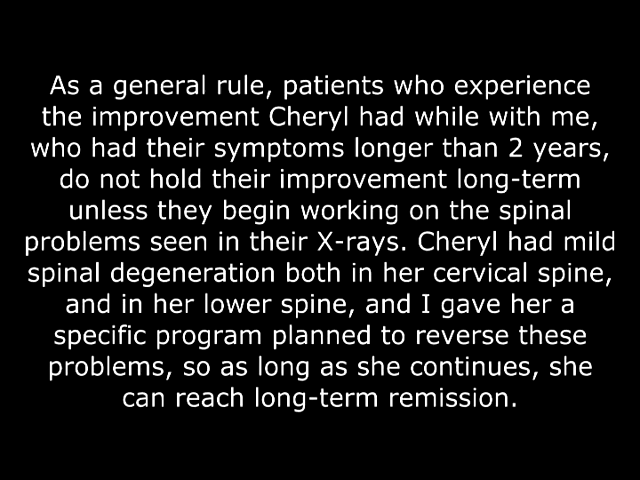 As a general rule, patients who experience
the improvement Cheryl had while with me,
who had their symptoms longer than 2 years,
do not hold their improvement long-term
unless they begin working on the spinal
problems seen in their X-rays. Cheryl had mild
spinal degeneration both in her cervical spine,
and in her lower spine, and I gave her a
specific program planned to reverse these
problems, so as long as she continues, she
can reach long-term remission.